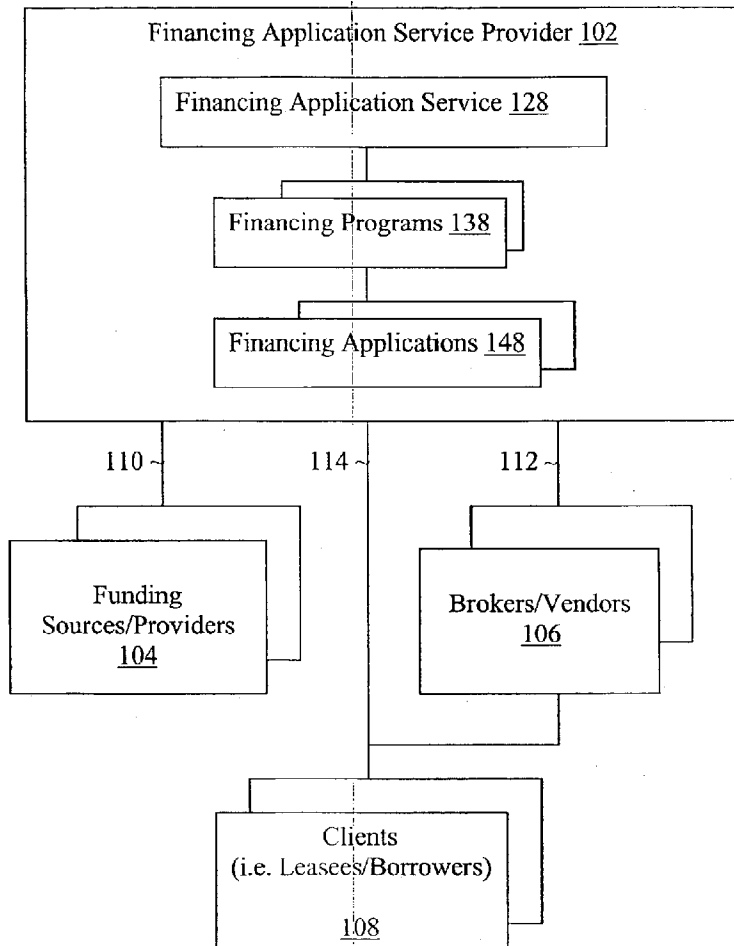 Financing Application Service Provider 102
Financing Application Service 128
Financing Programs 138
Financing Applications 148
110 ~
114 ~
112 ~
Funding
Sources/Providers
104
Brokers/Vendors
106
Clients
(i.e. Leasees/Borrowers)
108